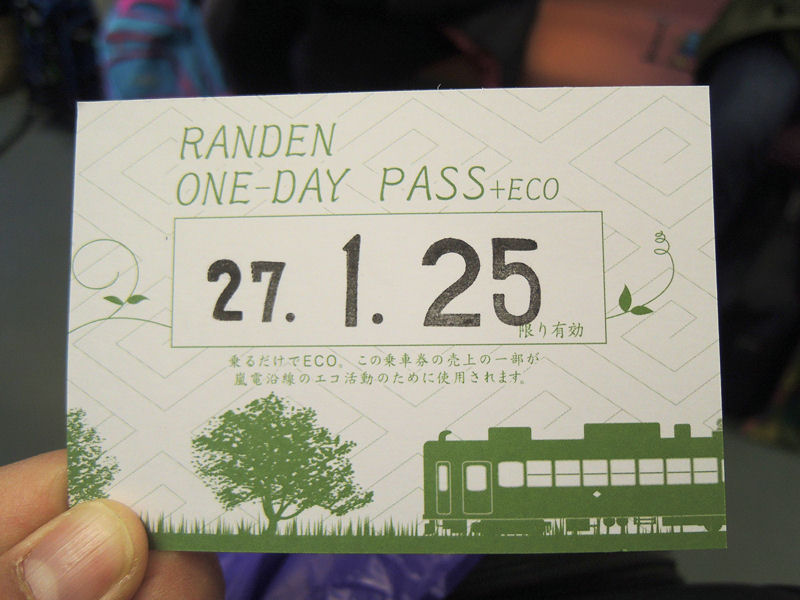 RANDEN
ONE-DAY PASS+ECO
27. 1. 25
限り有効
乗るだけでECO。この乗車券の売上の一部が
嵐電沿線のエコ活動のために使用されます。